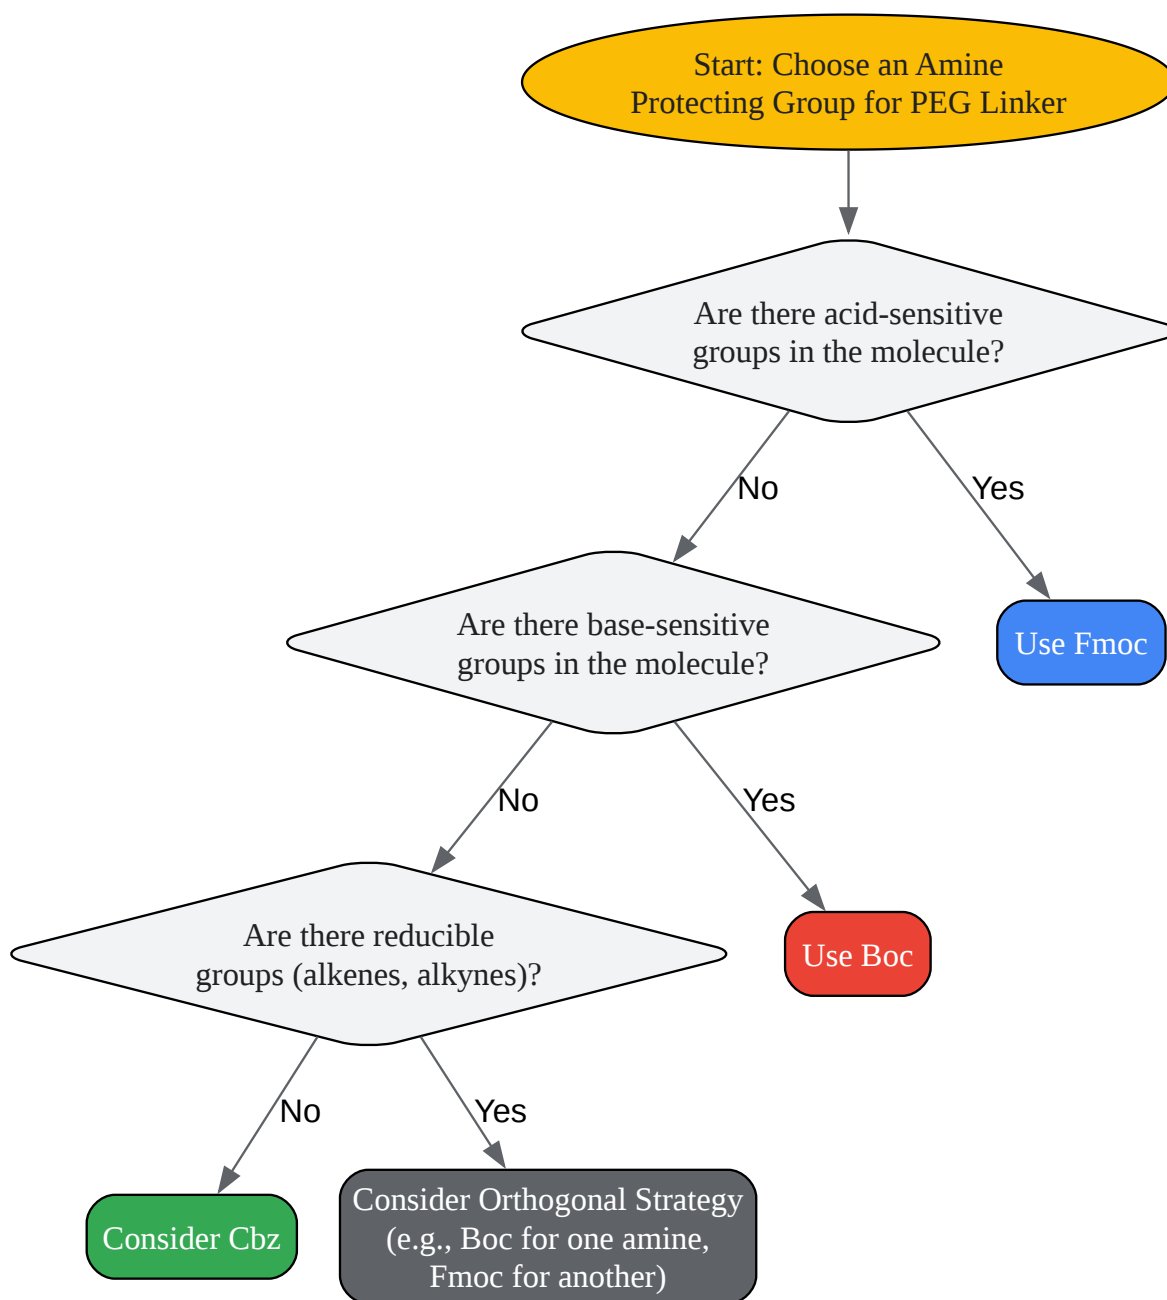 Start: Choose an Amine
Protecting Group for PEG Linker
Are there acid-sensitive
groups in the molecule?
No
Yes
Are there base-sensitive
groups in the molecule?
Use Fmoc
No
Yes
Are there reducible
groups (alkenes, alkynes)?
Use Boc
No
Yes
Consider Cbz
Consider Orthogonal Strategy
(e.g., Boc for one amine,
Fmoc for another)